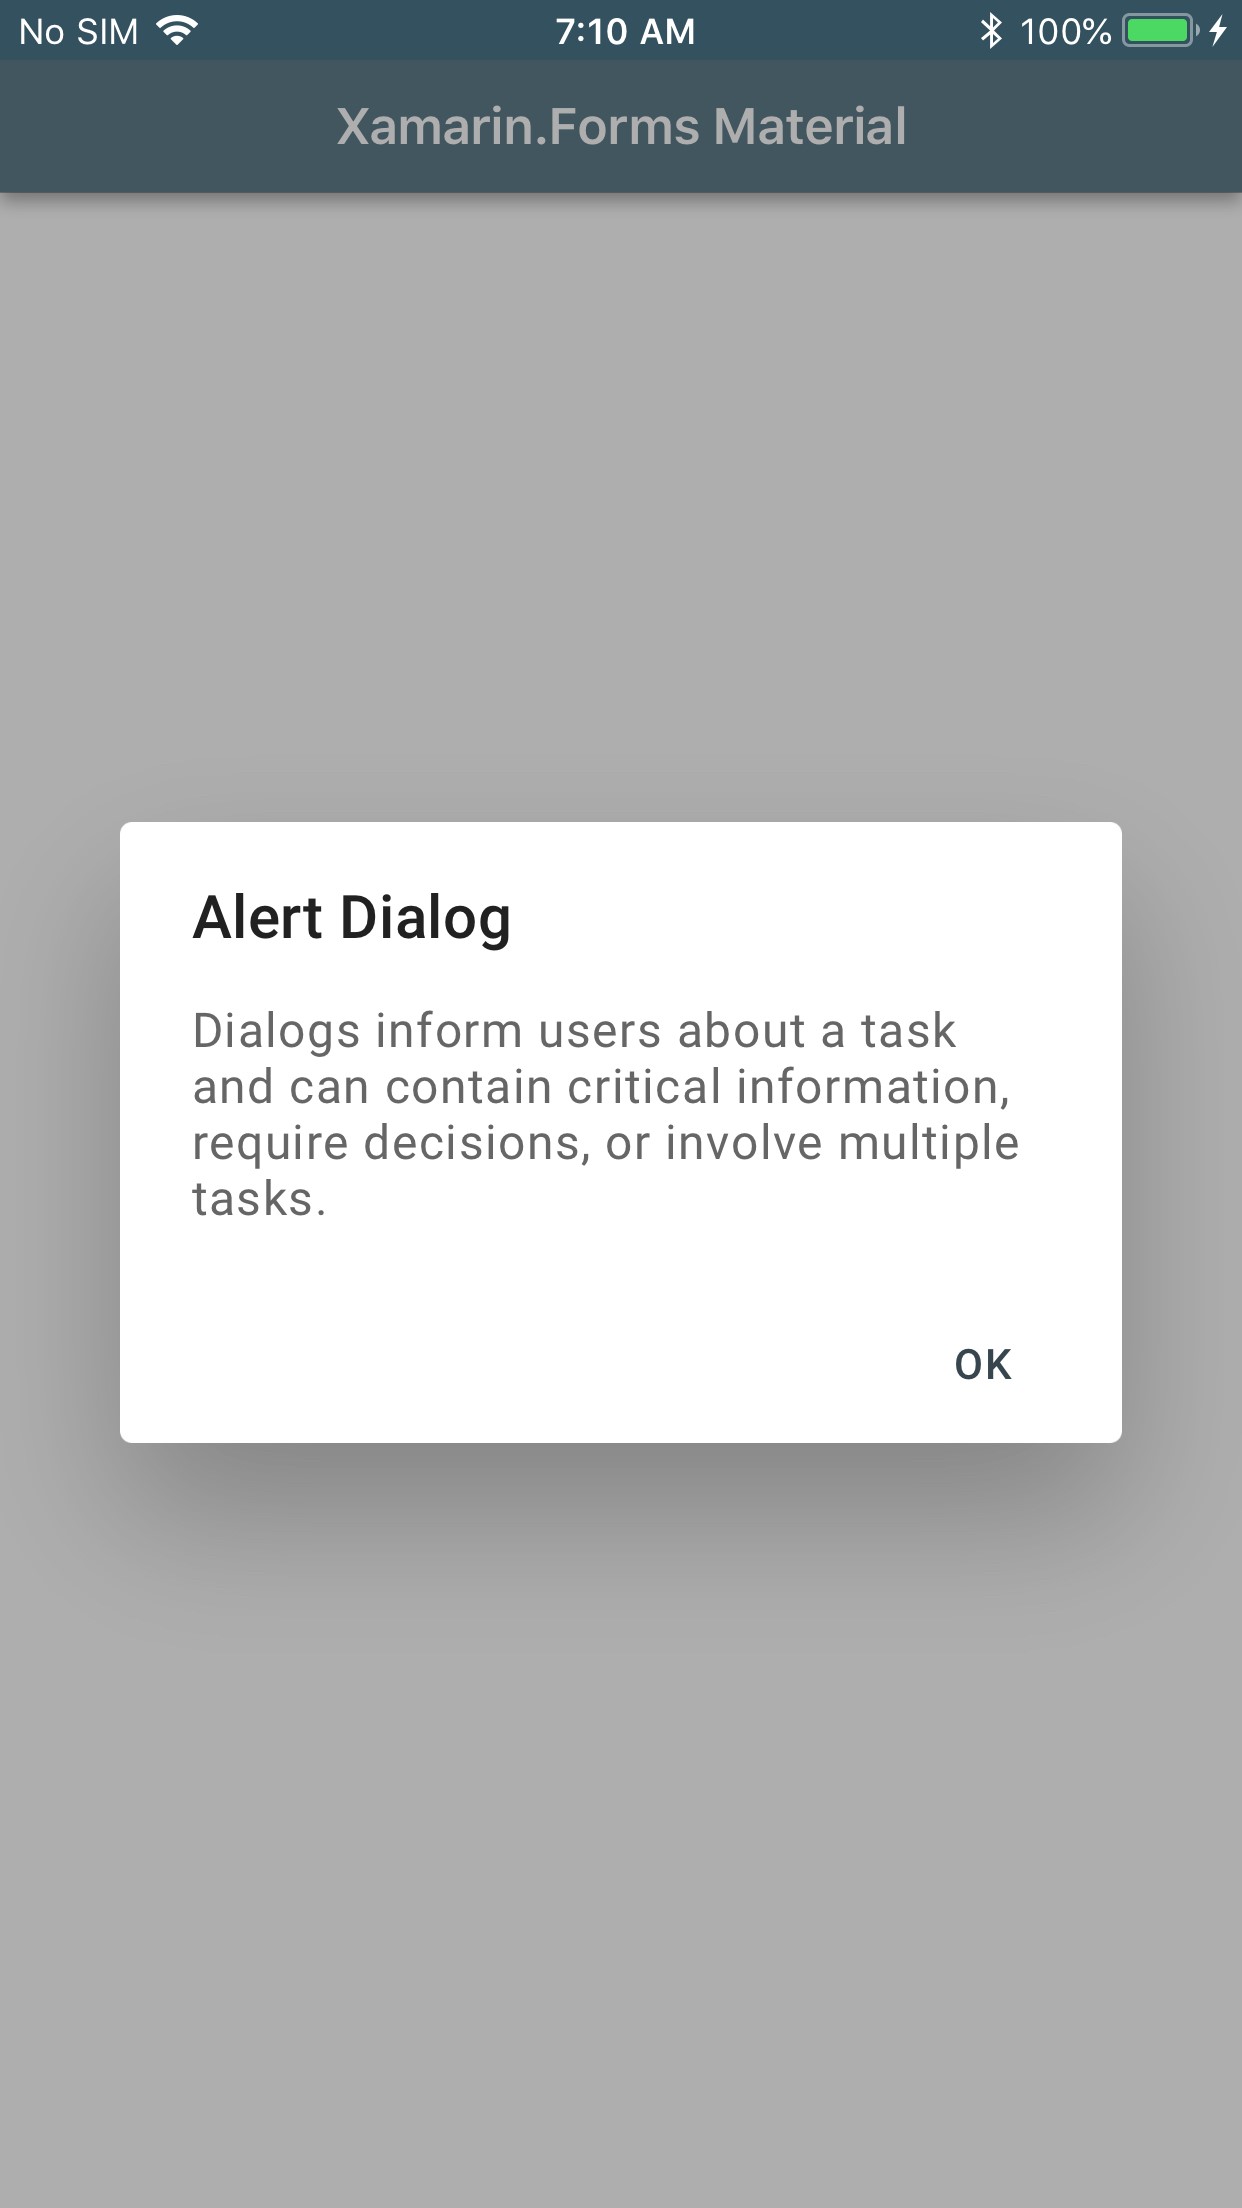 No SIM 7:10 AM 100%
Xamarin.Forms Material
Alert Dialog
Dialogs inform users about a task
and can contain critical information,
require decisions, or involve multiple
tasks.
OK